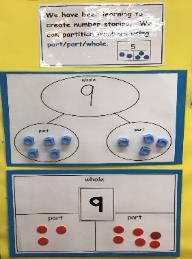 We have been learning to
create number stories. We
can partition numbers using
part/part/whole.
5
whole
9
part
part
whole
9
part
part